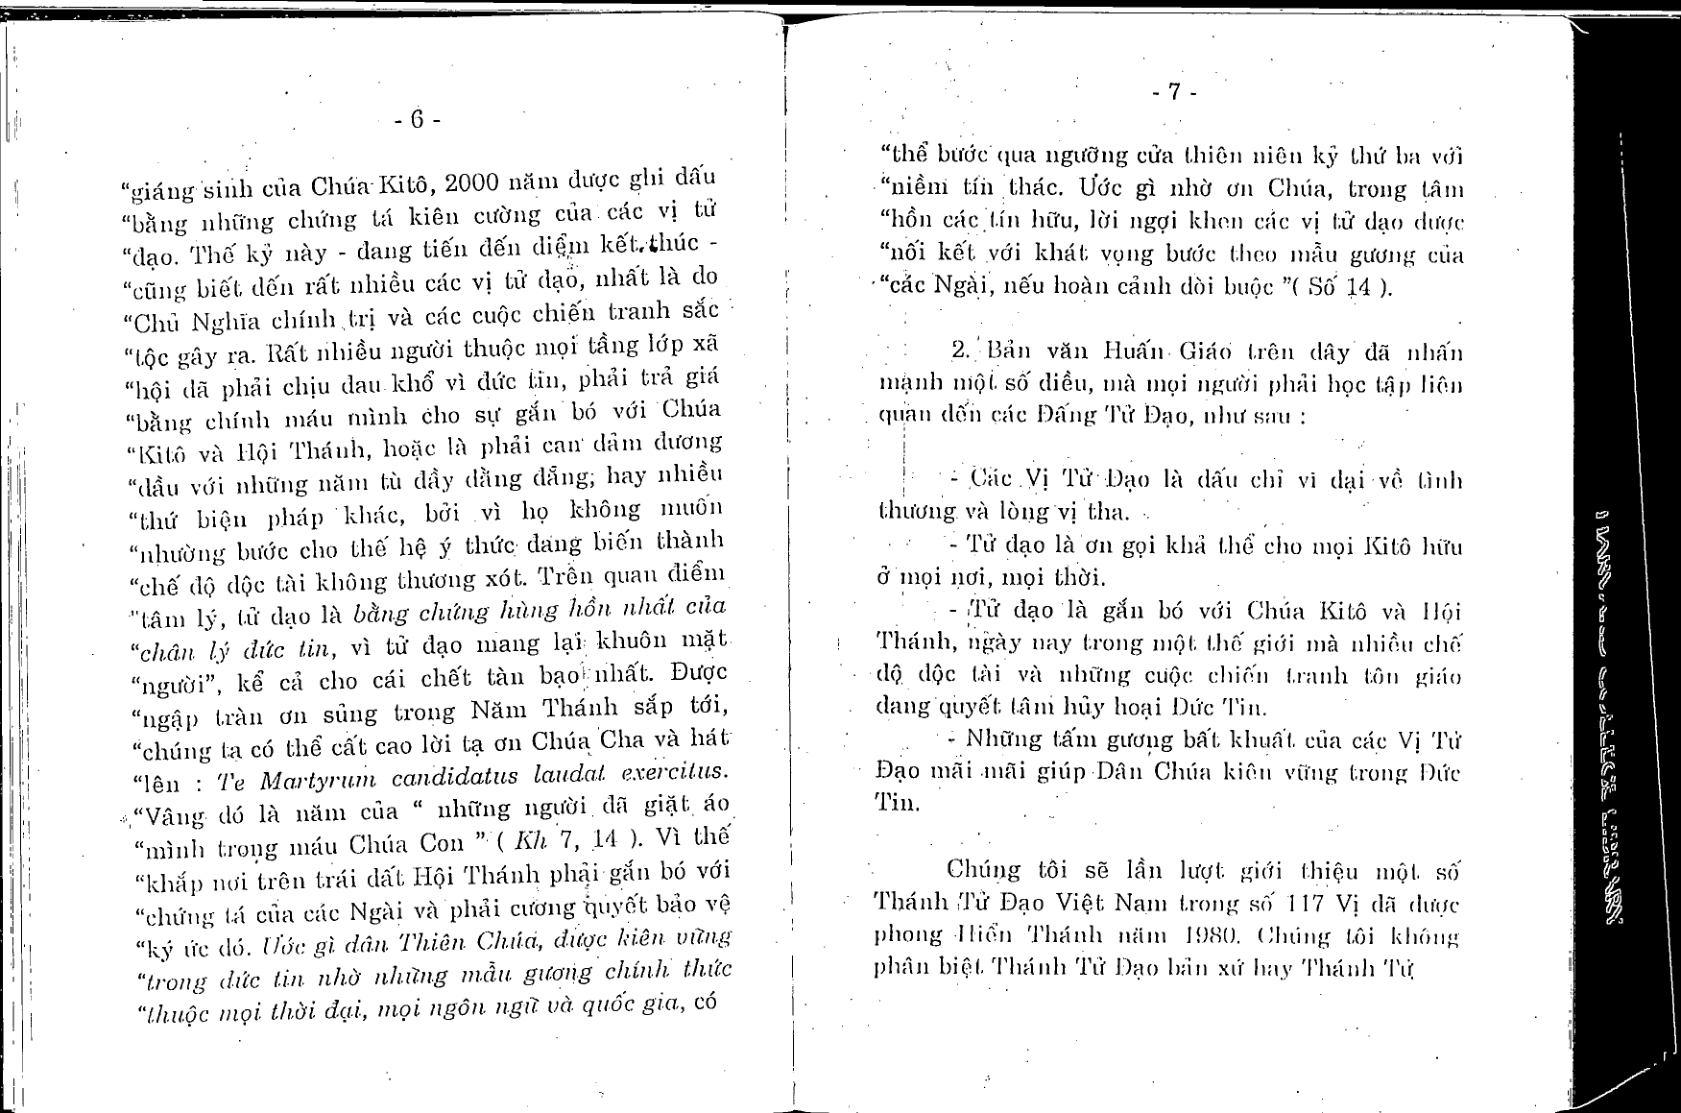 - 6 -
“giáng sinh của Chúa Kitô, 2000 năm được ghi dấu
“bằng những chứng tá kiên cường của các vị tử
“đạo. Thế kỷ này - đang tiến đến điểm kết thúc -
“cũng biết đến rất nhiều các vị tử đạo, nhất là do
“Chủ Nghĩa chính trị và các cuộc chiến tranh sắc
“tộc gây ra. Rất nhiều người thuộc mọi tầng lớp xã
“hội đã phải chịu đau khổ vì đức tin, phải trả giá
“bằng chính máu mình cho sự gắn bó với Chúa
“Kitô và Hội Thánh, hoặc là phải can đảm đương
“đầu với những năm tù đầy dằng dẵng; hay nhiều
“thứ biện pháp khác, bởi vì họ không muốn
“nhường bước cho thế hệ ý thức đang biến thành
“chế độ độc tài không thương xót. Trên quan điểm
"tâm lý, tử đạo là bằng chứng hùng hồn nhất của
“chân lý đức tin, vì tử đạo mang lại khuôn mặt
“người”, kể cả cho cái chết tàn bạo nhất. Được
“ngập tràn ơn sủng trong Năm Thánh sắp tới,
“chúng ta có thể cất cao lời tạ ơn Chúa Cha và hát
“lên : Te Martyrum candidatus laudat exercitus.
“Vâng đó là năm của “ những người đã giặt áo
“mình trong máu Chúa Con ” ( Kh 7, 14 ). Vì thế
“khắp nơi trên trái đất Hội Thánh phải gắn bó với
“chứng tá của các Ngài và phải cương quyết bảo vệ
“ký ức đó. Ước gì dân Thiên Chúa, được kiên vững
“trong đức tin nhờ những mẫu gương chính thức
“thuộc mọi thời đại, mọi ngôn ngữ và quốc gia, có
- 7 -
“thể bước qua ngưỡng cửa thiên niên kỷ thứ ba với
“niềm tín thác. Ước gì nhờ ơn Chúa, trong tâm
“hồn các tín hữu, lời ngợi khen các vị tử đạo được
“nối kết với khát vọng bước theo mẫu gương của
“các Ngài, nếu hoàn cảnh đòi buộc ”( Số 14 ).
2. Bản văn Huấn Giáo trên đây đã nhấn
mạnh một số điều, mà mọi người phải học tập liên
quan đến các Đấng Tử Đạo, như sau :
- Các Vị Tử Đạo là dấu chỉ vĩ đại về tình
thương và lòng vị tha.
- Tử đạo là ơn gọi khả thể cho mọi Kitô hữu
ở mọi nơi, mọi thời.
- Tử đạo là gắn bó với Chúa Kitô và Hội
Thánh, ngày nay trong một thế giới mà nhiều chế
độ độc tài và những cuộc chiến tranh tôn giáo
đang quyết tâm hủy hoại Đức Tin.
- Những tấm gương bất khuất của các Vị Tử
Đạo mãi mãi giúp Dân Chúa kiên vững trong Đức
Tin.
Chúng tôi sẽ lần lượt giới thiệu một số
Thánh Tử Đạo Việt Nam trong số 117 Vị đã được
phong Hiển Thánh năm 1980. Chúng tôi không
phân biệt Thánh Tử Đạo bản xứ hay Thánh Tử